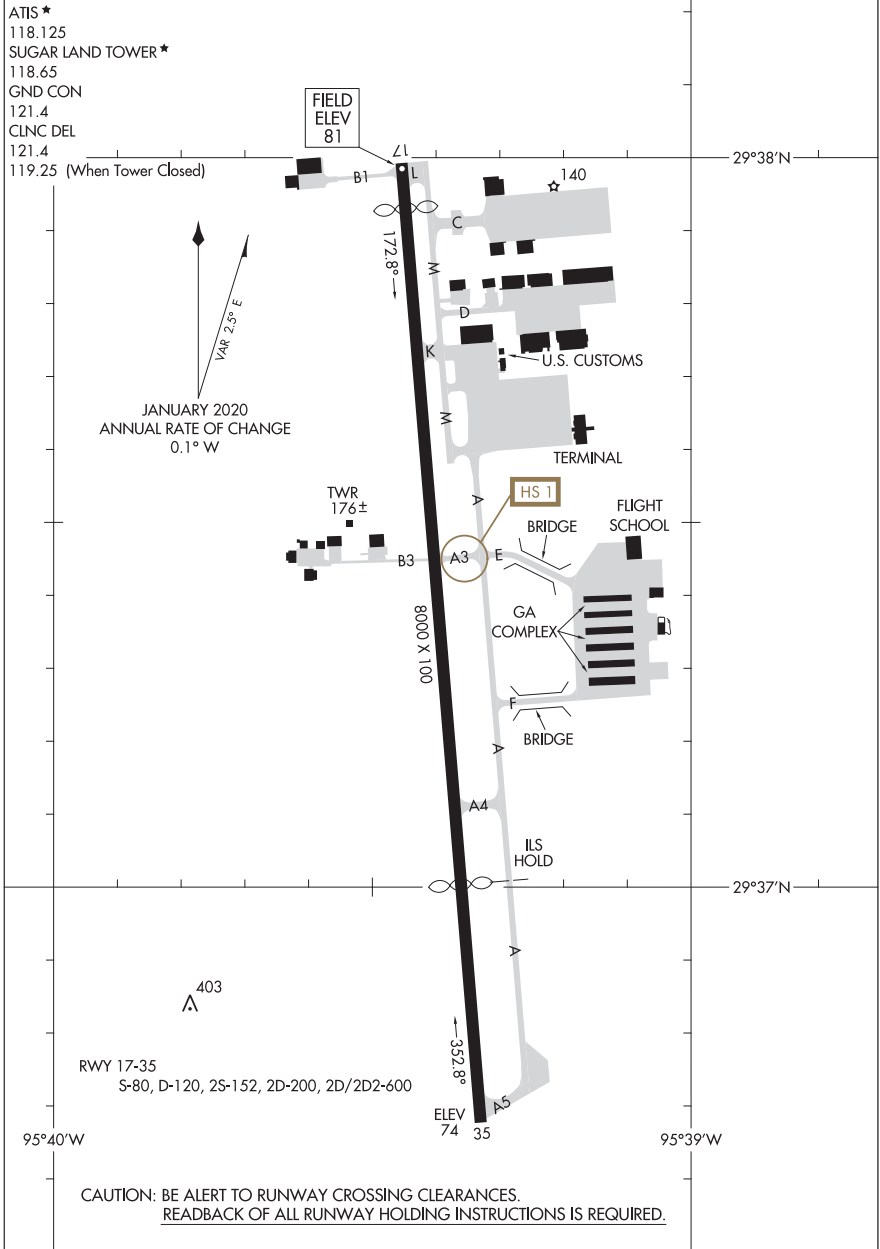 ATIS★
118.125
SUGAR LAND TOWER★
118.65
GND CON
121.4
CLNC DEL
121.4
119.25 (When Tower Closed)
FIELD
ELEV
81
17
29°38'N
B1
L
140
C
172.8°
M
VAR 2.5° E
D
K
U.S. CUSTOMS
JANUARY 2020
ANNUAL RATE OF CHANGE
0.1° W
M
TERMINAL
HS 1
A
TWR
176±
FLIGHT
SCHOOL
BRIDGE
B3
A3
E
8000 X 100
GA
COMPLEX
F
BRIDGE
A
A4
ILS
HOLD
29°37'N
A
403
352.8°
RWY 17-35
S-80, D-120, 2S-152, 2D-200, 2D/2D2-600
A5
ELEV
74
35
95°40'W
95°39'W
CAUTION: BE ALERT TO RUNWAY CROSSING CLEARANCES.
READBACK OF ALL RUNWAY HOLDING INSTRUCTIONS IS REQUIRED.